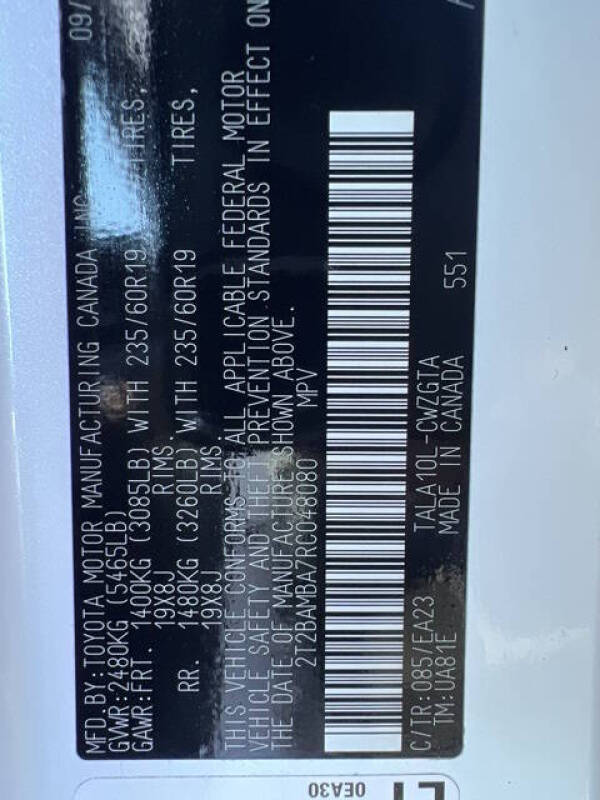 MFD.BY:TOYOTA MOTOR MANUFACTURING CANADA INC. 09/
GVWR:2480KG (5465LB)
GAWR:FRT. 1400KG (3085LB) WITH 235/60R19 TIRES,
19X8J RIMS.
RR. 1480KG (3260LB) WITH 235/60R19 TIRES,
19X8J RIMS.
THIS VEHICLE CONFORMS TO ALL APPLICABLE FEDERAL MOTOR
VEHICLE SAFETY AND THEFT PREVENTION STANDARDS IN EFFECT ON
THE DATE OF MANUFACTURE SHOWN ABOVE.
2T2BAMBA7RC048080 MPV
C/TR:085/EA23 TALA10L-CWZGTA 551
TM:UA81E MADE IN CANADA
0EA30